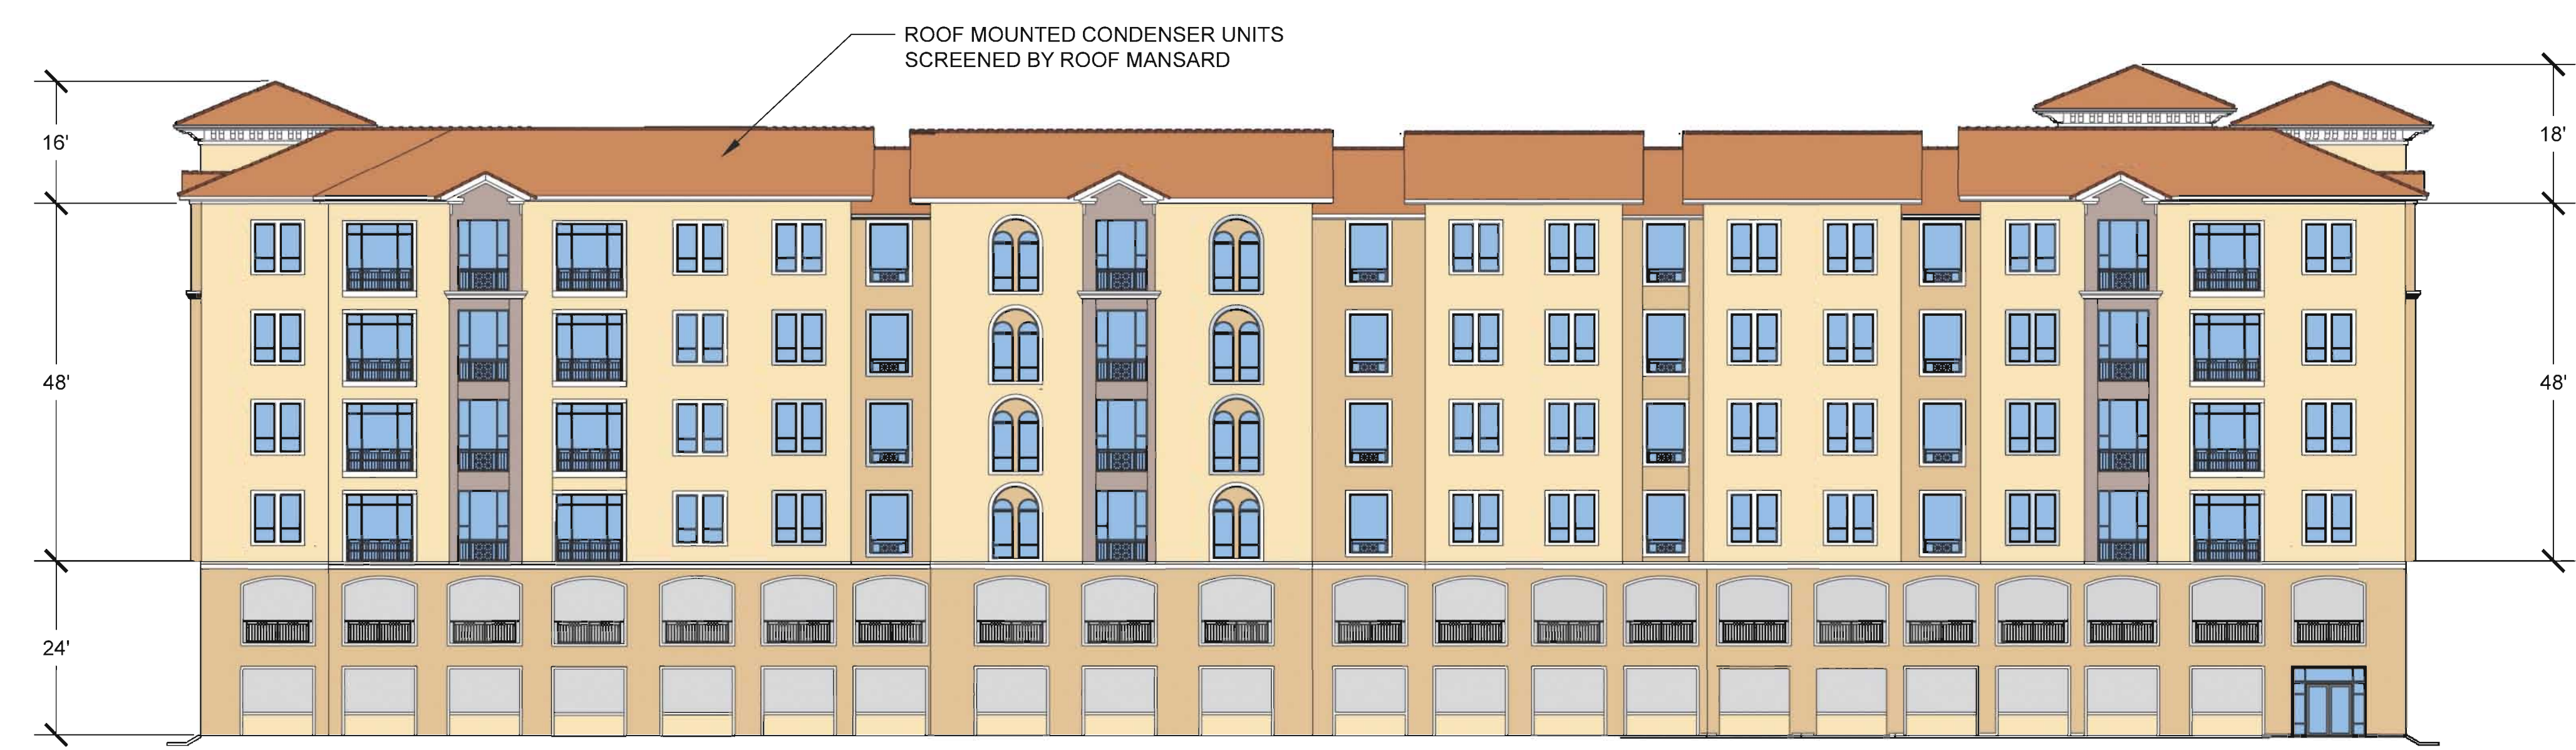 ROOF MOUNTED CONDENSER UNITS
SCREENED BY ROOF MANSARD
16'
18'
48'
48'
24'